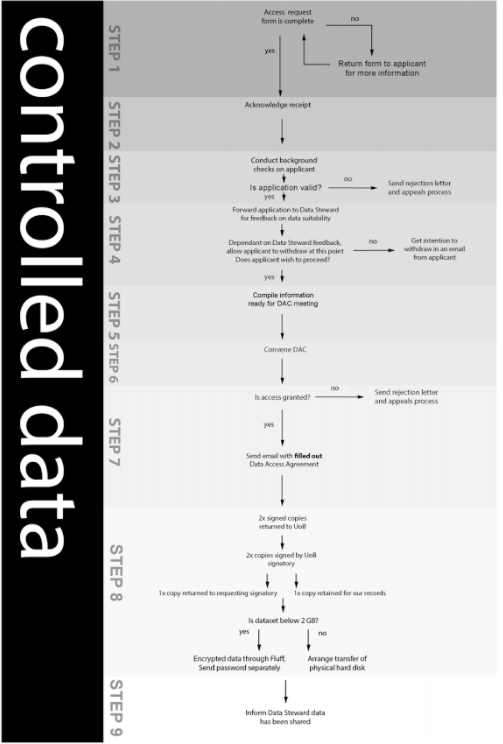 controlled data
STEP 1
Access request
form is complete
no
yes
Return form to applicant
for more information
STEP 2
Acknowledge receipt
STEP 3
Conduct background
checks on applicant
Is application valid?
no
yes
Send rejection letter
and appeals process
STEP 4
Forward application to Data Steward
for feedback on data suitability
Dependant on Data Steward feedback,
allow applicant to withdraw at this point
Does applicant wish to proceed?
no
Get intention to
withdraw in an email
from applicant
yes
STEP 5
Compile information
ready for DAC meeting
STEP 6
Convene DAC
STEP 7
Is access granted?
no
Send rejection letter
and appeals process
yes
Send email with filled out
Data Access Agreement
STEP 8
2x signed copies
returned to UoB
2x copies signed by UoB
signatory
1x copy returned to requesting signatory
1x copy retained for our records
Is dataset below 2 GB?
yes
no
Encrypted data through Fluff,
Send password separately
Arrange transfer of
physical hard disk
STEP 9
Inform Data Steward data
has been shared